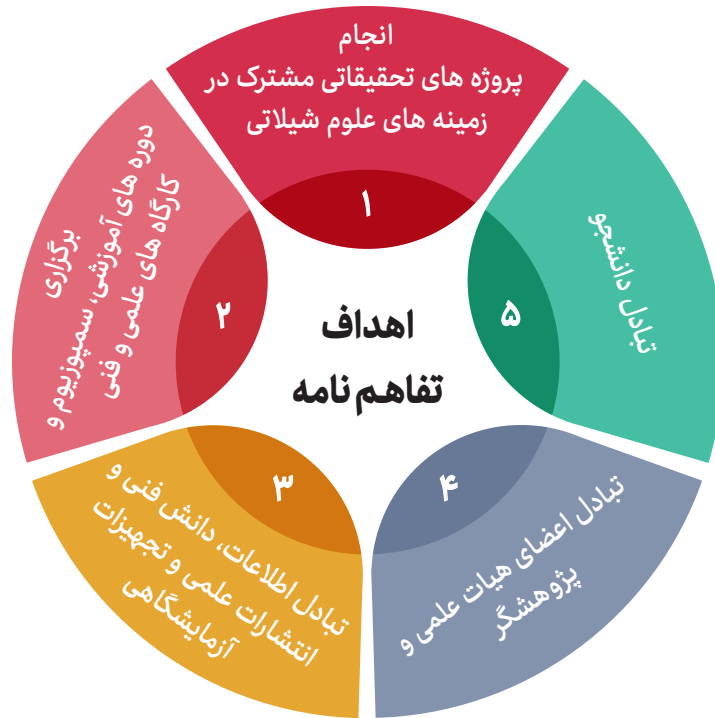 اهداف
تفاهم نامه
۱
انجام
پروژه های تحقیقاتی مشترک در
زمینه های علوم شیلاتی
۲
برگزاری
دوره های آموزشی، سمپوزیوم و
کارگاه های علمی و فنی
۳
تبادل اطلاعات، دانش فنی و
انتشارات علمی و تجهیزات
آزمایشگاهی
۴
تبادل اعضای هیات علمی و
پژوهشگر
۵
تبادل دانشجو